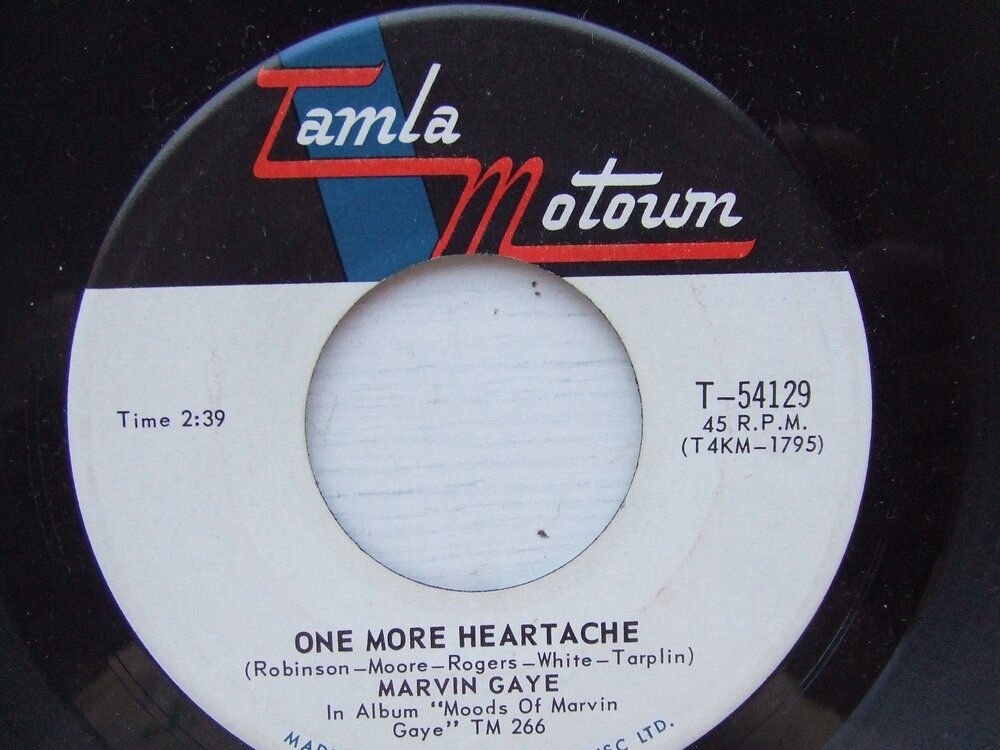 Tamla
Motown
Time 2:39
T-54129
45 R.P.M.
(T4KM-1795)
ONE MORE HEARTACHE
(Robinson-Moore-Rogers-White-Tarplin)
MARVIN GAYE
In Album "Moods Of Marvin
Gaye" TM 266
LTD.